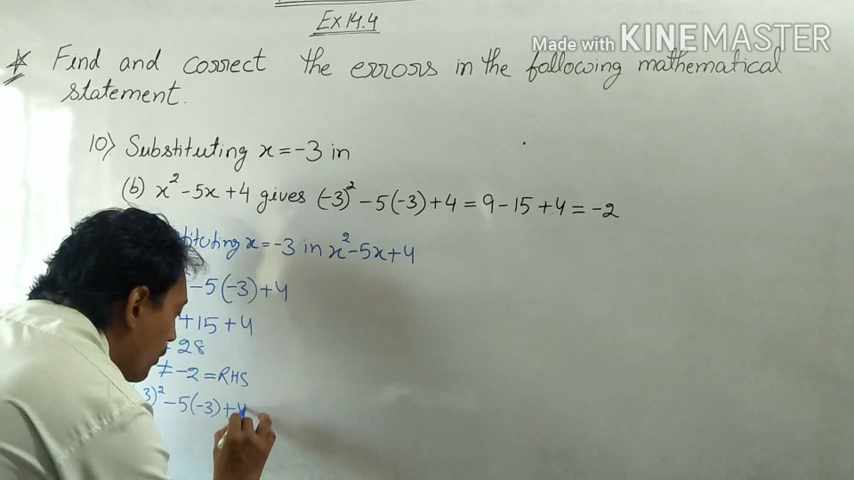 Ex 14.4
Made with KINEMASTER
* Find and correct the errors in the following mathematical
statement.
10) Substituting x = -3 in
(b) x² - 5x + 4 gives (-3)² - 5(-3) + 4 = 9 - 15 + 4 = -2
x = -3 in x² - 5x + 4
- 5(-3) + 4
+ 15 + 4
= 28
≠ -2 = RHS
3)² - 5(-3) + 4